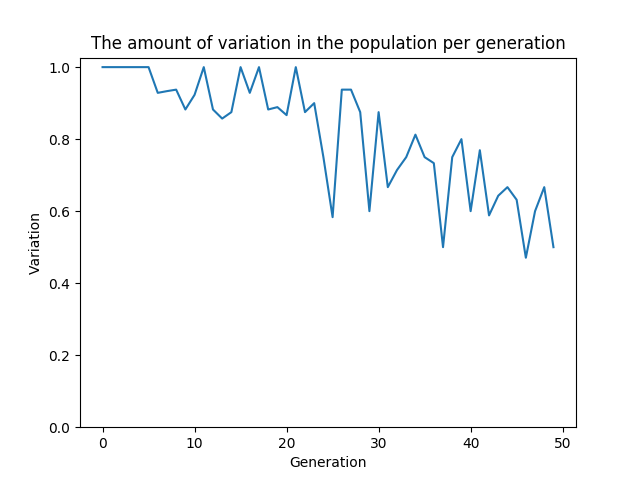 The amount of variation in the population per generation
1.0
0.8
0.6
0.4
0.2
0.0
Variation
0 10 20 30 40 50
Generation